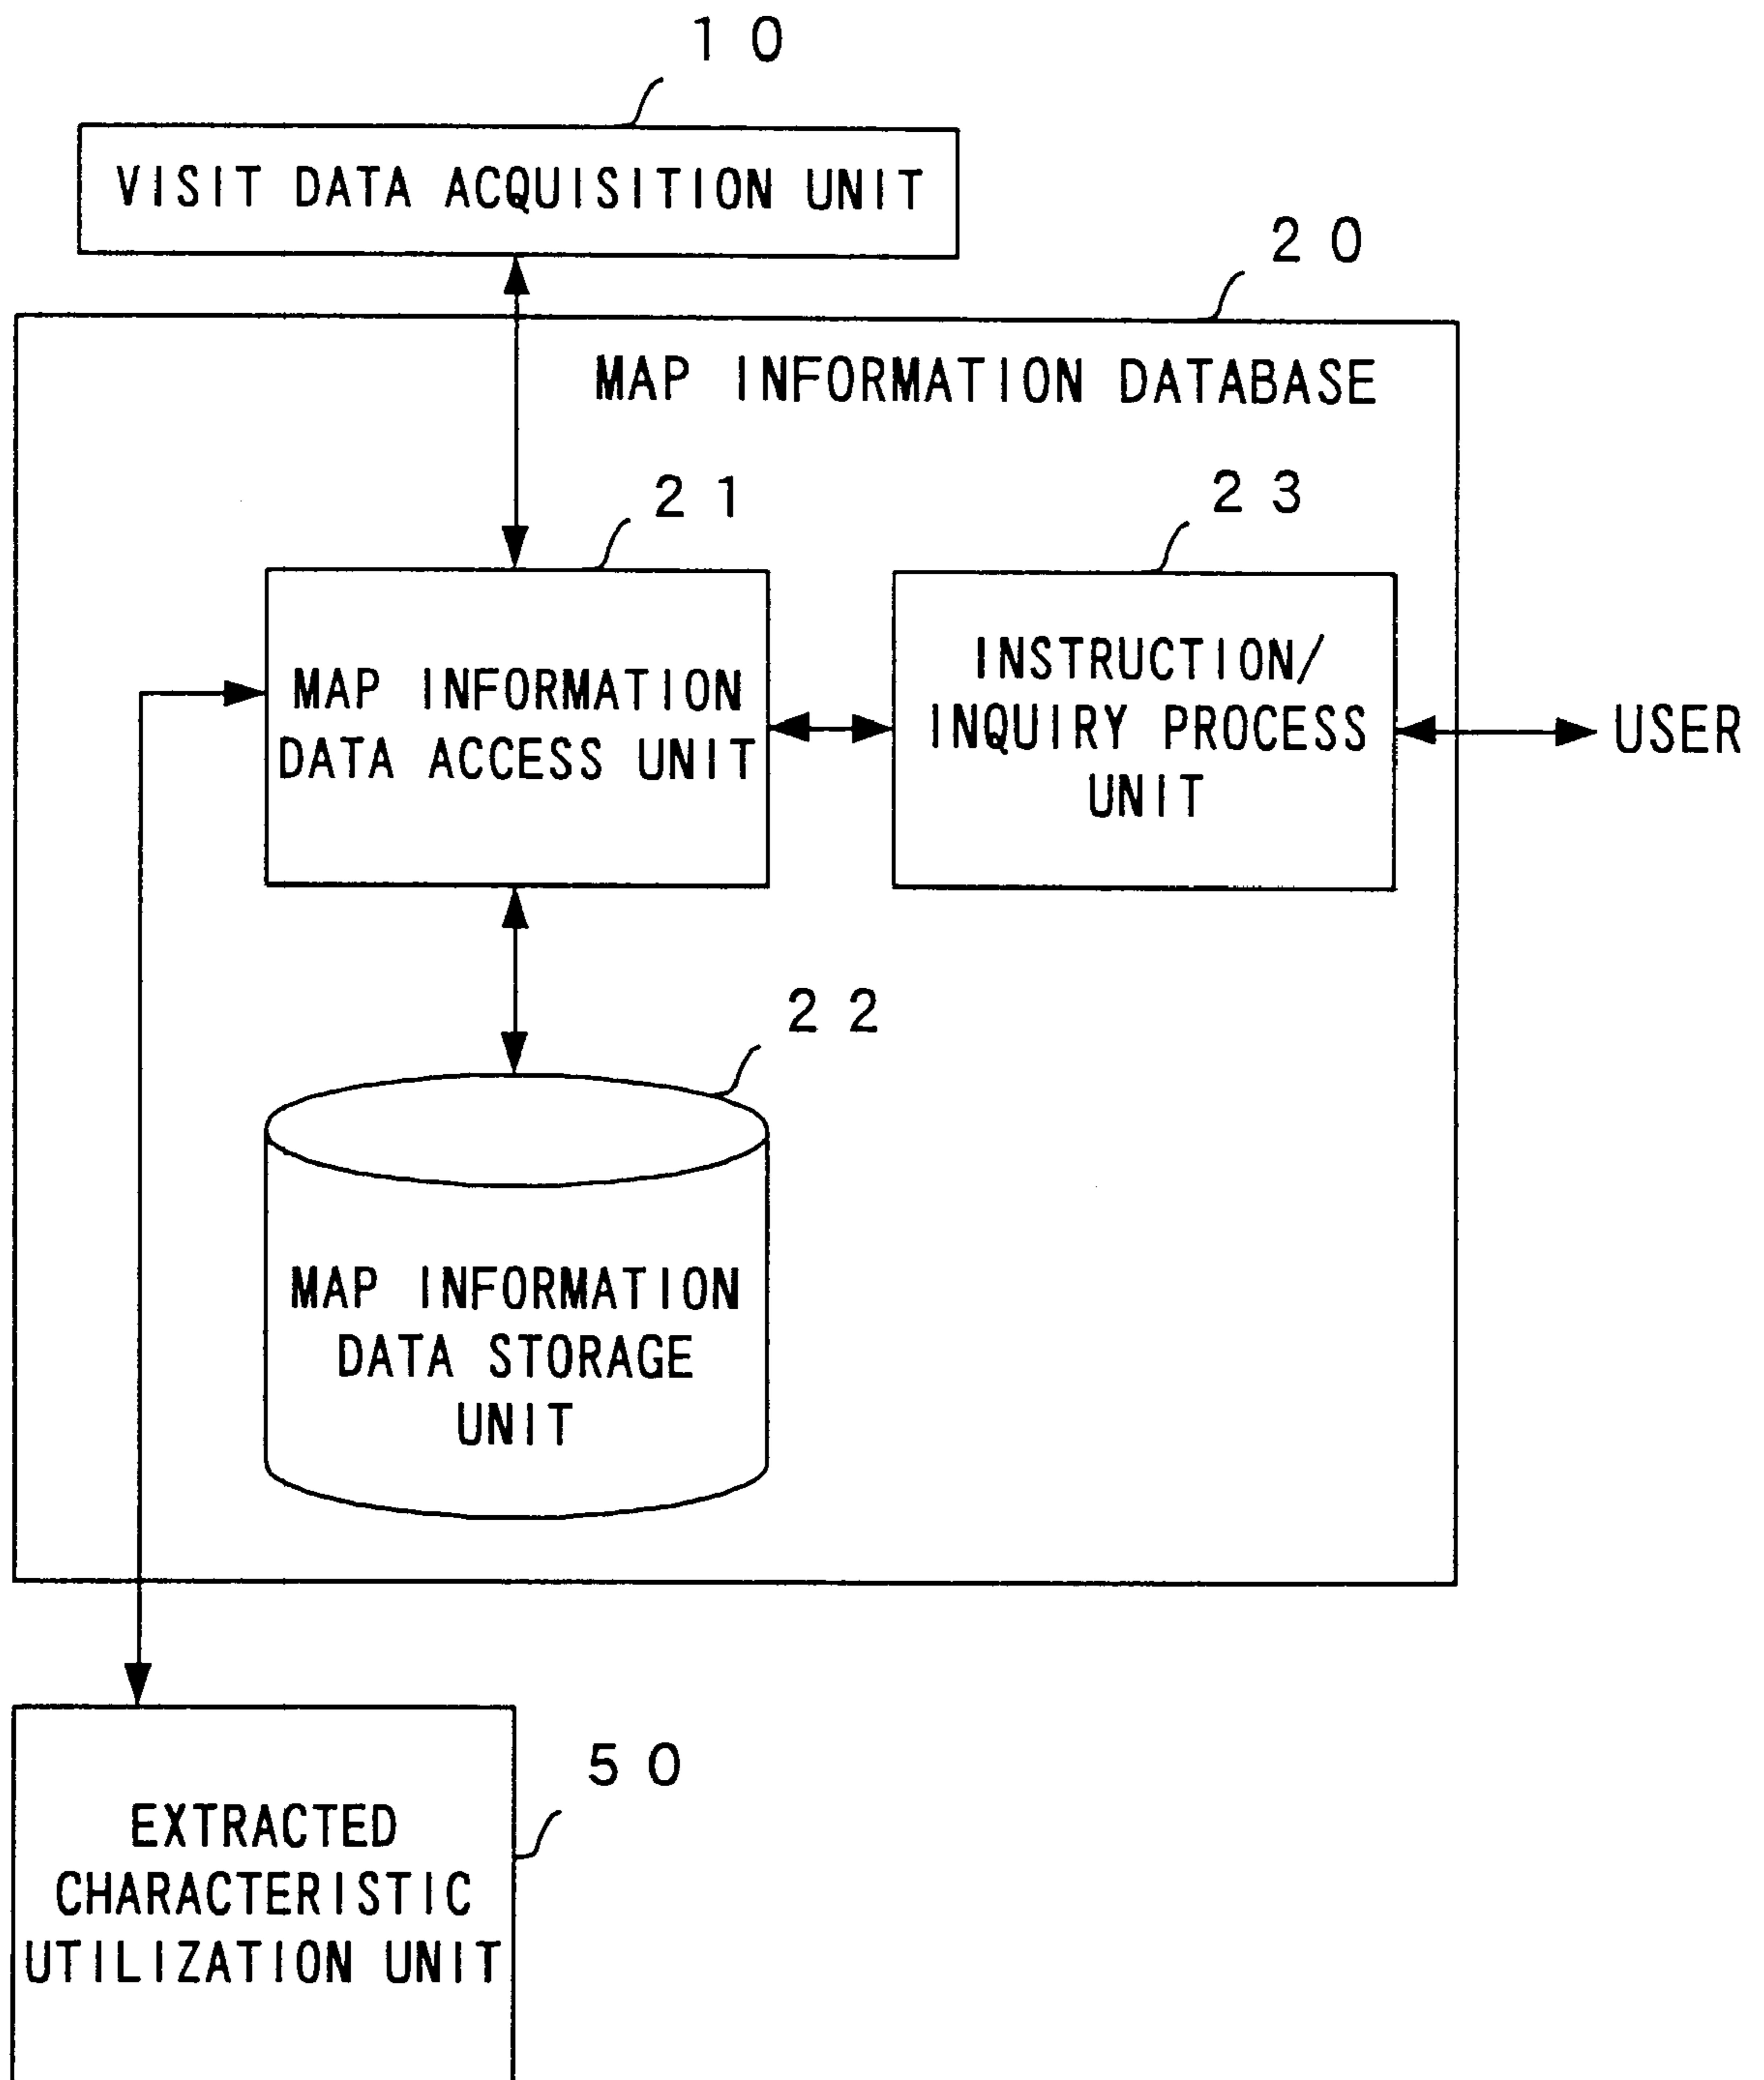 10
VISIT DATA ACQUISITION UNIT
20
MAP INFORMATION DATABASE
21
23
MAP INFORMATION
DATA ACCESS UNIT
INSTRUCTION/
INQUIRY PROCESS
UNIT
USER
22
MAP INFORMATION
DATA STORAGE
UNIT
50
EXTRACTED
CHARACTERISTIC
UTILIZATION UNIT